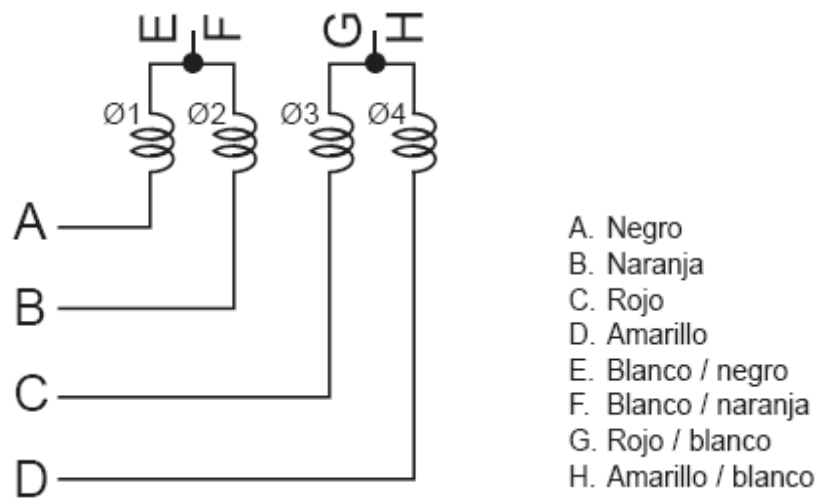 E F G H
Ø1 Ø2 Ø3 Ø4
A
B
C
D
A. Negro
B. Naranja
C. Rojo
D. Amarillo
E. Blanco / negro
F. Blanco / naranja
G. Rojo / blanco
H. Amarillo / blanco